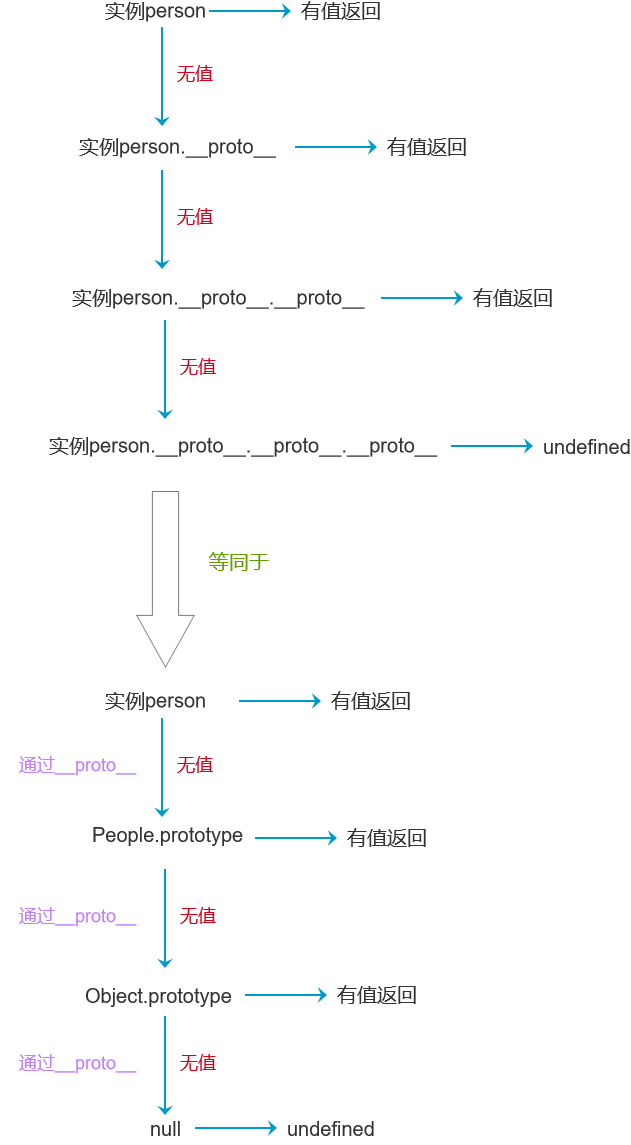 实例person 有值返回
无值
实例person.__proto__ 有值返回
无值
实例person.__proto__.__proto__ 有值返回
无值
实例person.__proto__.__proto__.__proto__ undefined
等同于
实例person 有值返回
通过__proto__ 无值
People.prototype 有值返回
通过__proto__ 无值
Object.prototype 有值返回
通过__proto__ 无值
null undefined